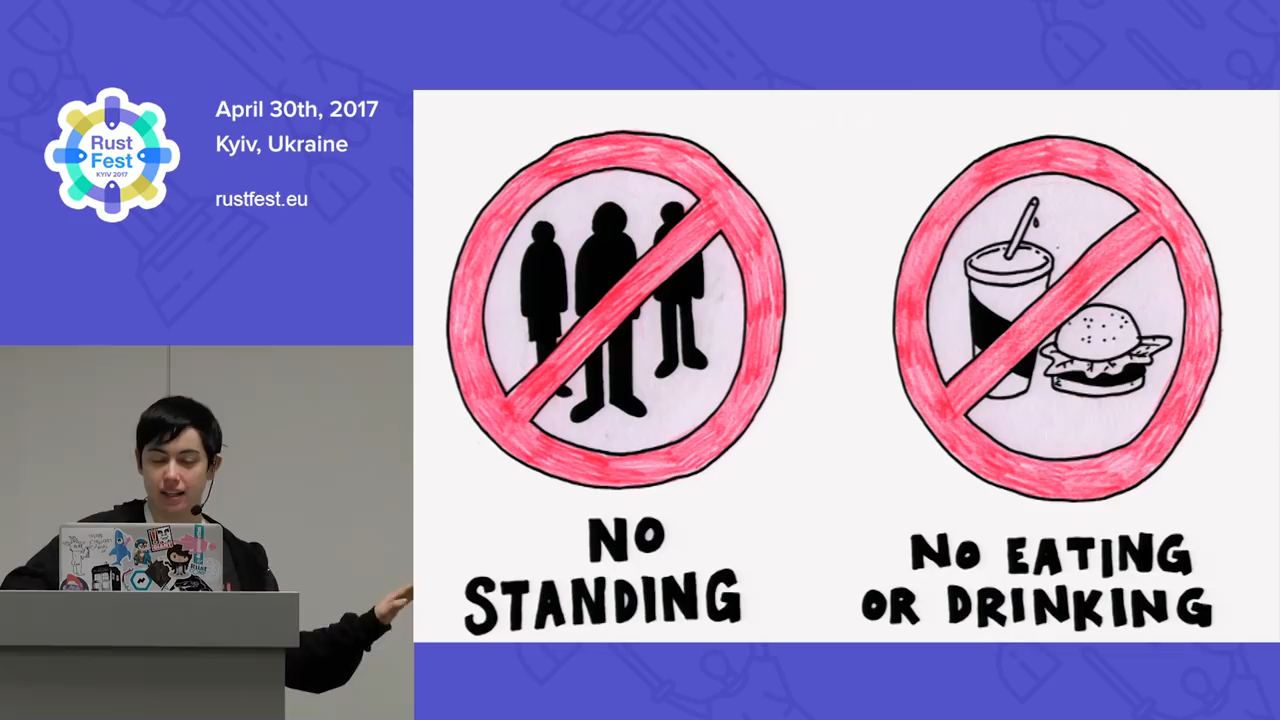 Rust
Fest
KYIV 2017
April 30th, 2017
Kyiv, Ukraine
rustfest.eu
NO
STANDING
NO EATING
OR DRINKING